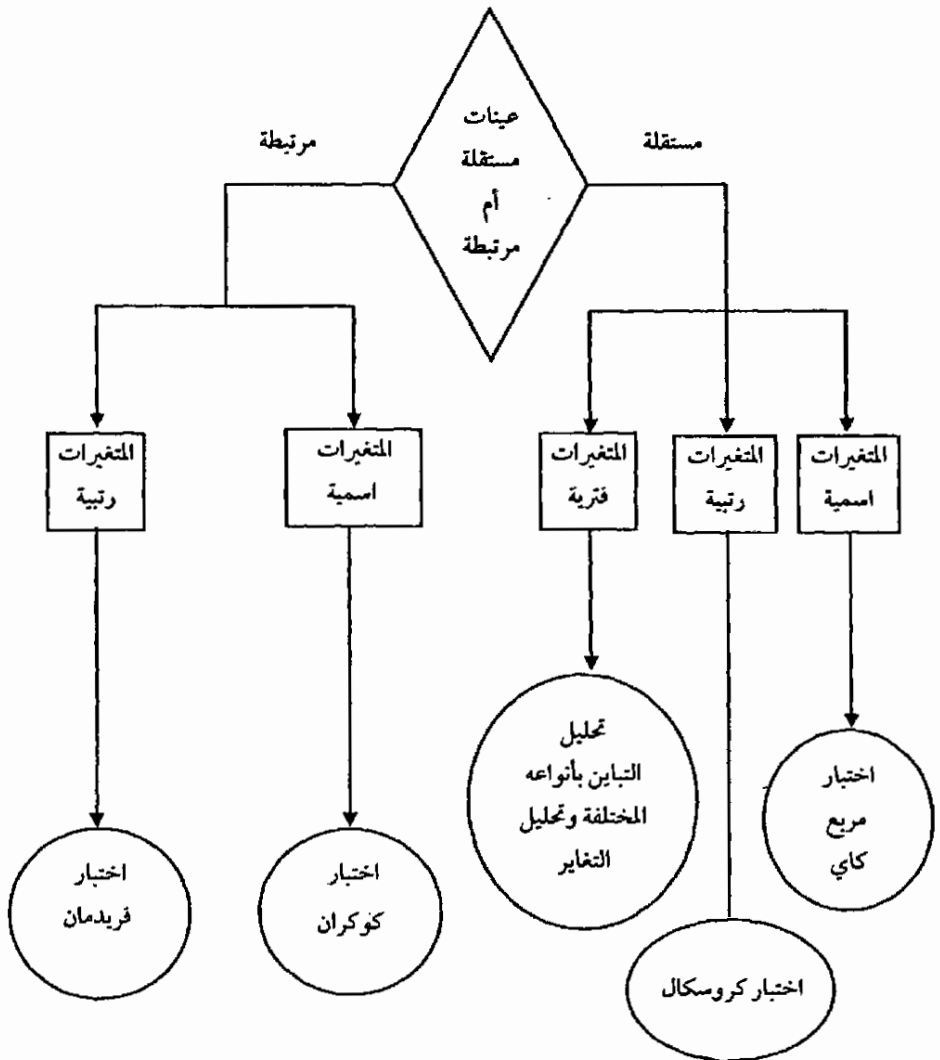 عينات
مستقلة
أم
مرتبطة
مستقلة
مرتبطة
المتغيرات
اسمية
المتغيرات
رتبية
المتغيرات
فترية
المتغيرات
اسمية
المتغيرات
رتبية
اختبار
مربع
كاي
اختبار كروسكال
تحليل
التباين بأنواعه
المختلفة وتحليل
التغاير
اختبار
كوكران
اختبار
فريدمان